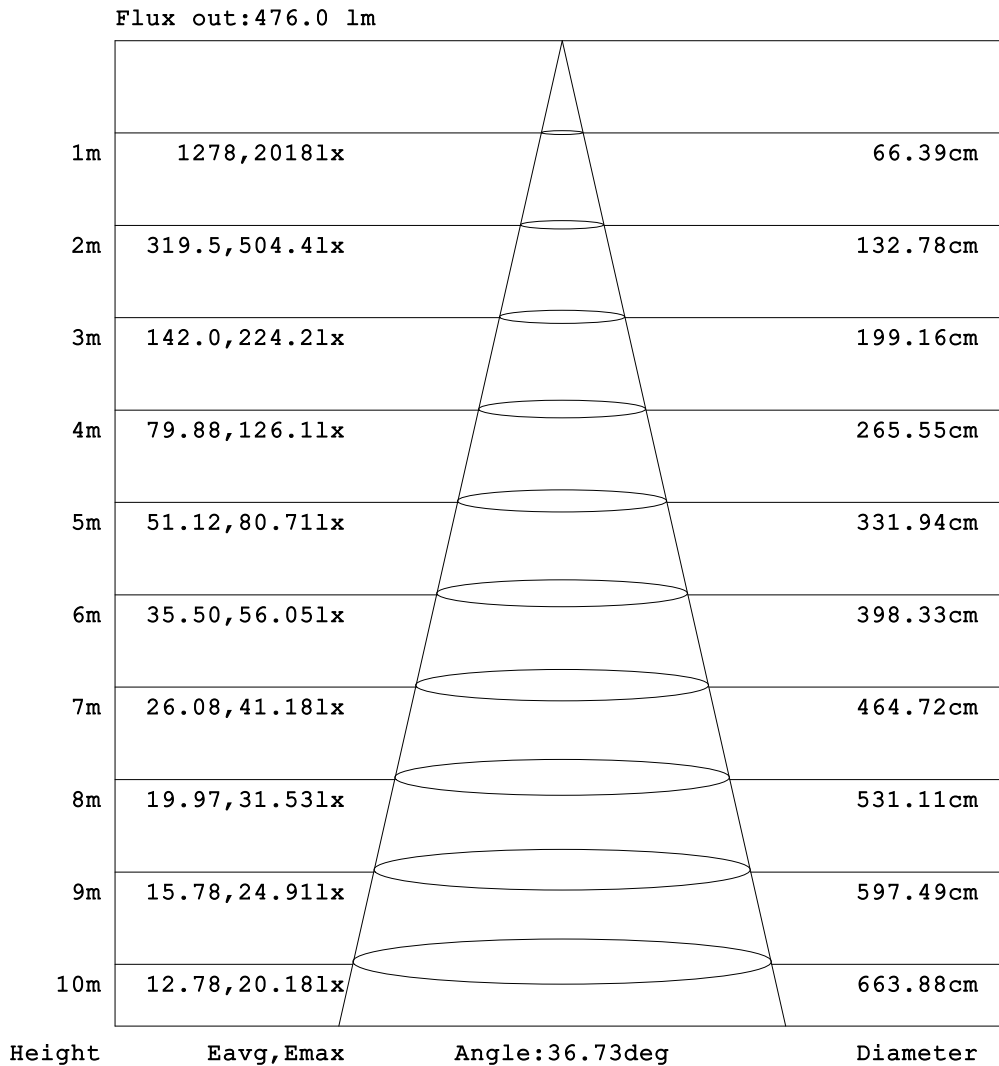 Flux out:476.0 lm
1m 1278,2018lx 66.39cm
2m 319.5,504.4lx 132.78cm
3m 142.0,224.2lx 199.16cm
4m 79.88,126.1lx 265.55cm
5m 51.12,80.71lx 331.94cm
6m 35.50,56.05lx 398.33cm
7m 26.08,41.18lx 464.72cm
8m 19.97,31.53lx 531.11cm
9m 15.78,24.91lx 597.49cm
10m 12.78,20.18lx 663.88cm
Height Eavg,Emax Angle:36.73deg Diameter